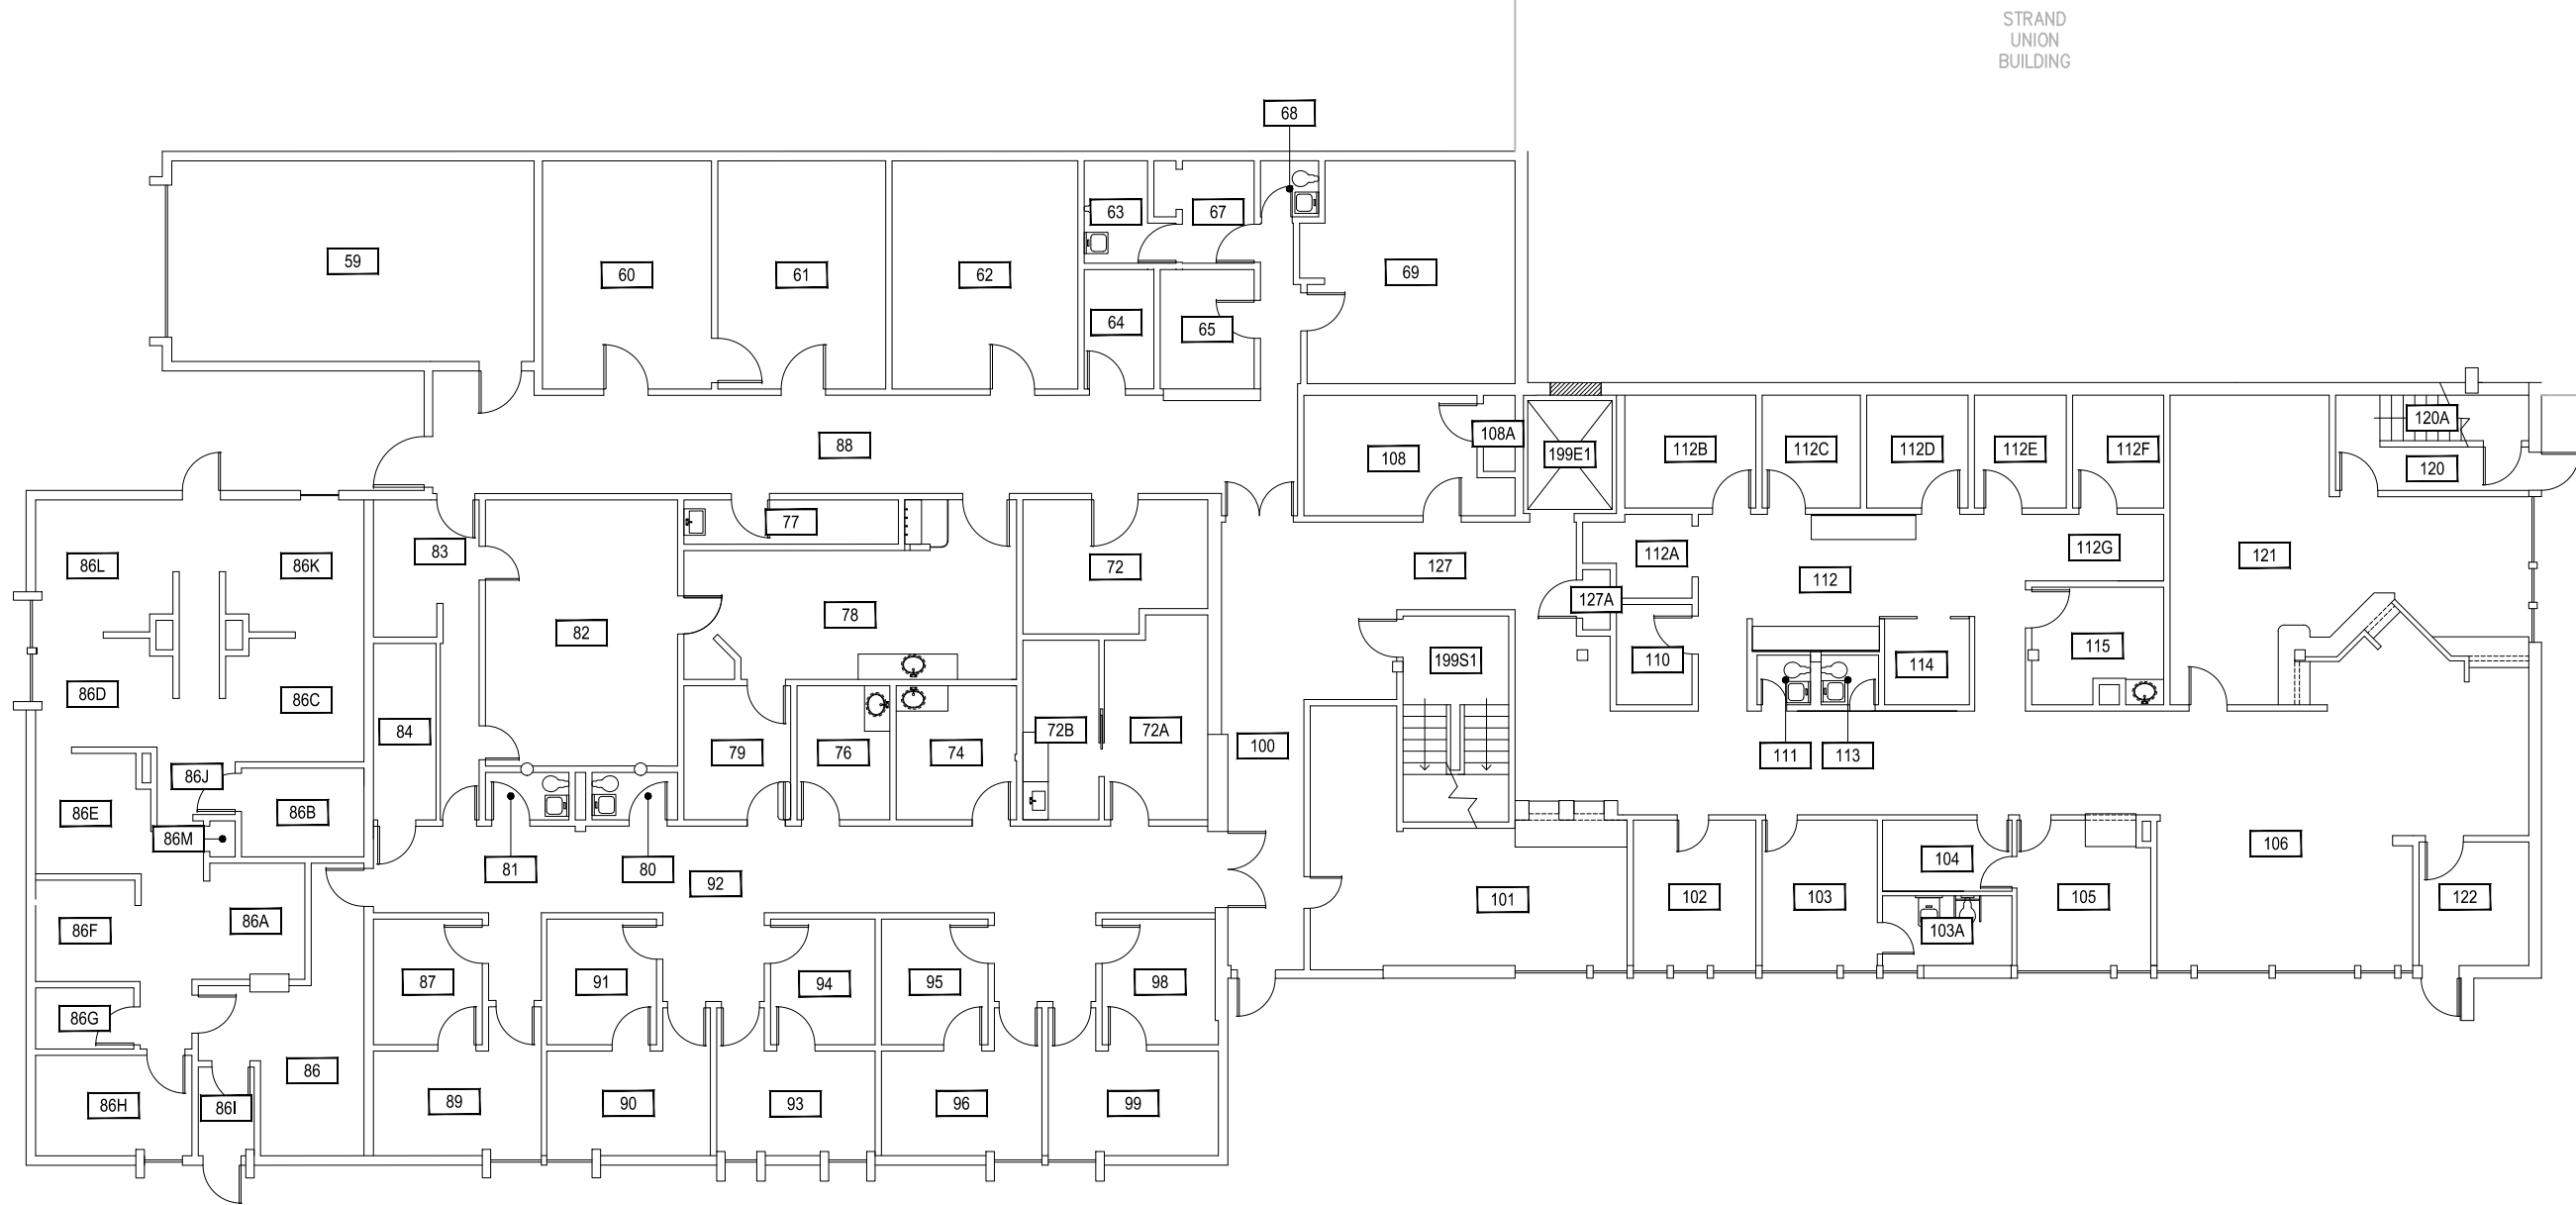 STRAND
UNION
BUILDING
68
63
67
59
60
61
62
69
64
65
88
108
108A
199E1
112B
112C
112D
112E
112F
120A
120
77
83
86L
86K
72
127
112A
112
112G
121
127A
82
78
110
199S1
114
115
86D
86C
84
79
76
74
72B
72A
100
111
113
86J
86E
86B
86M
81
80
92
101
102
103
104
105
106
122
86F
86A
103A
87
91
94
95
98
86G
86
86H
86I
89
90
93
96
99